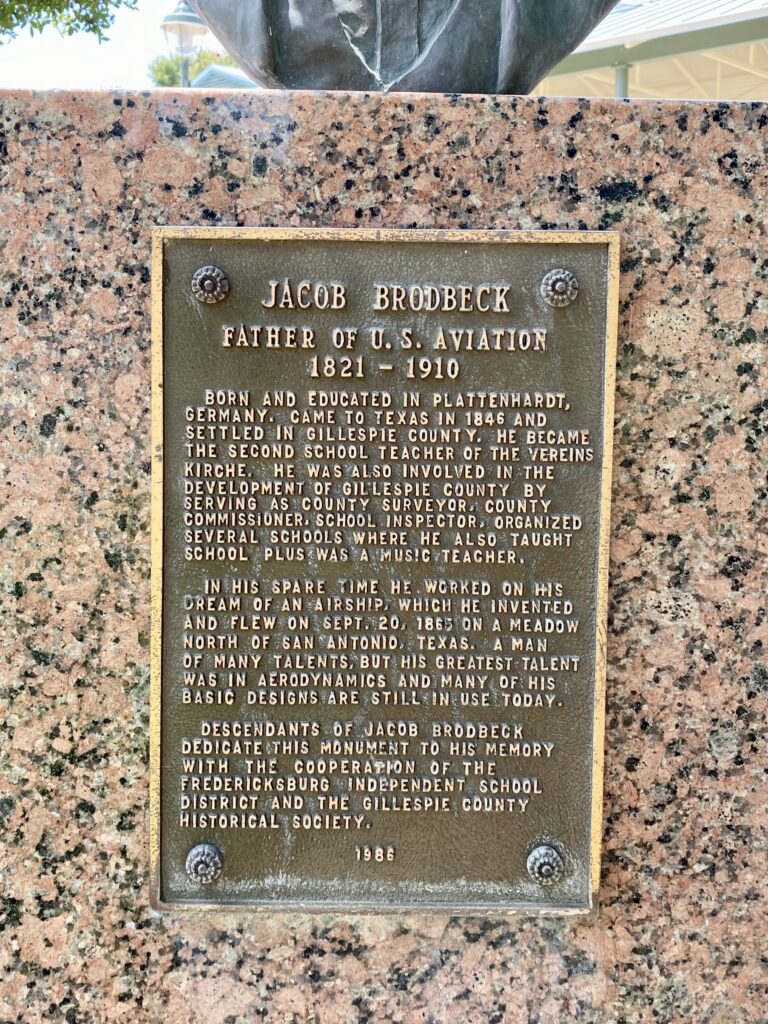 JACOB BRODBECK
FATHER OF U.S. AVIATION
1821 - 1910
BORN AND EDUCATED IN PLATTENHARDT,
GERMANY. CAME TO TEXAS IN 1846 AND
SETTLED IN GILLESPIE COUNTY. HE BECAME
THE SECOND SCHOOL TEACHER OF THE VEREINS
KIRCHE. HE WAS ALSO INVOLVED IN THE
DEVELOPMENT OF GILLESPIE COUNTY BY
SERVING AS COUNTY SURVEYOR, COUNTY
COMMISSIONER, SCHOOL INSPECTOR, ORGANIZED
SEVERAL SCHOOLS WHERE HE ALSO TAUGHT
SCHOOL PLUS WAS A MUSIC TEACHER.
IN HIS SPARE TIME HE WORKED ON HIS
DREAM OF AN AIRSHIP, WHICH HE INVENTED
AND FLEW ON SEPT. 20, 1865 ON A MEADOW
NORTH OF SAN ANTONIO, TEXAS. A MAN
OF MANY TALENTS, BUT HIS GREATEST TALENT
WAS IN AERODYNAMICS AND MANY OF HIS
BASIC DESIGNS ARE STILL IN USE TODAY.
DESCENDANTS OF JACOB BRODBECK
DEDICATE THIS MONUMENT TO HIS MEMORY
WITH THE COOPERATION OF THE
FREDERICKSBURG INDEPENDENT SCHOOL
DISTRICT AND THE GILLESPIE COUNTY
HISTORICAL SOCIETY.
1986